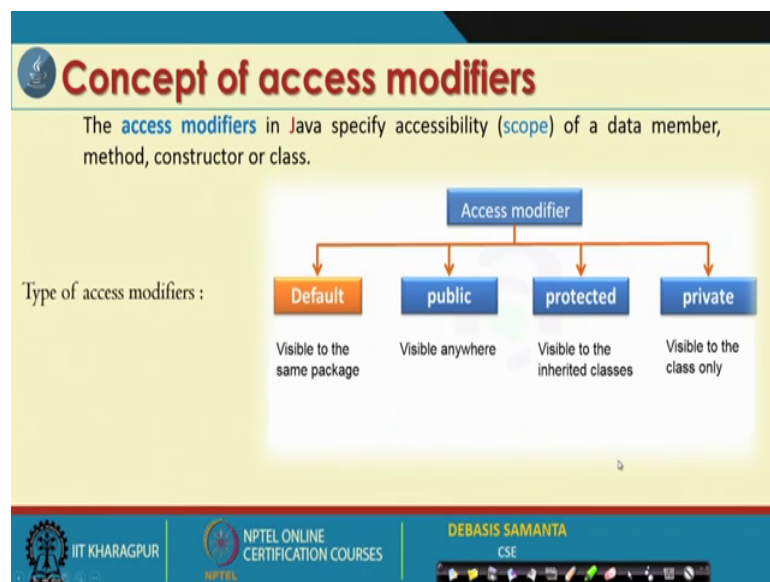 Concept of access modifiers
The access modifiers in Java specify accessibility (scope) of a data member,
method, constructor or class.
Access modifier
Type of access modifiers :
Default
public
protected
private
Visible to the
same package
Visible anywhere
Visible to the
inherited classes
Visible to the
class only
IIT KHARAGPUR
NPTEL
NPTEL ONLINE
CERTIFICATION COURSES
DEBASIS SAMANTA
CSE